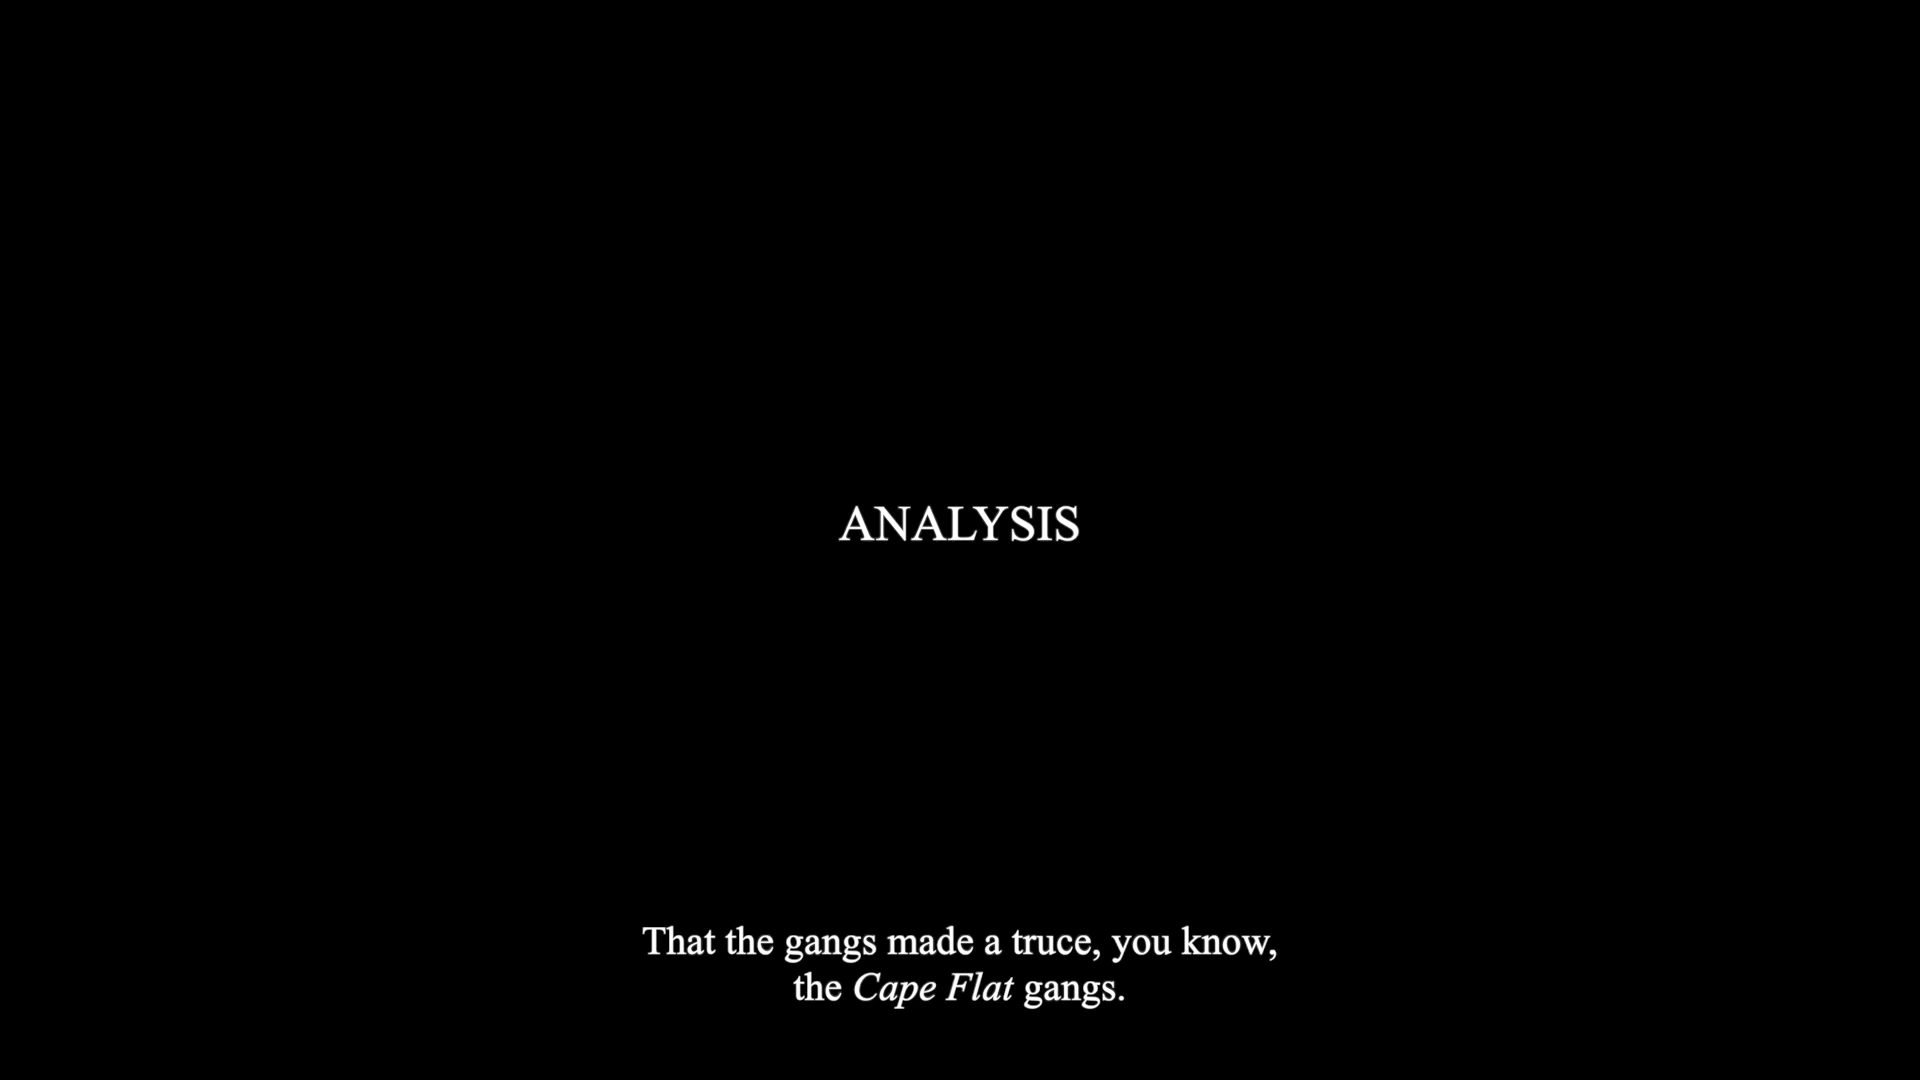 ANALYSIS
That the gangs made a truce, you know,
the Cape Flat gangs.